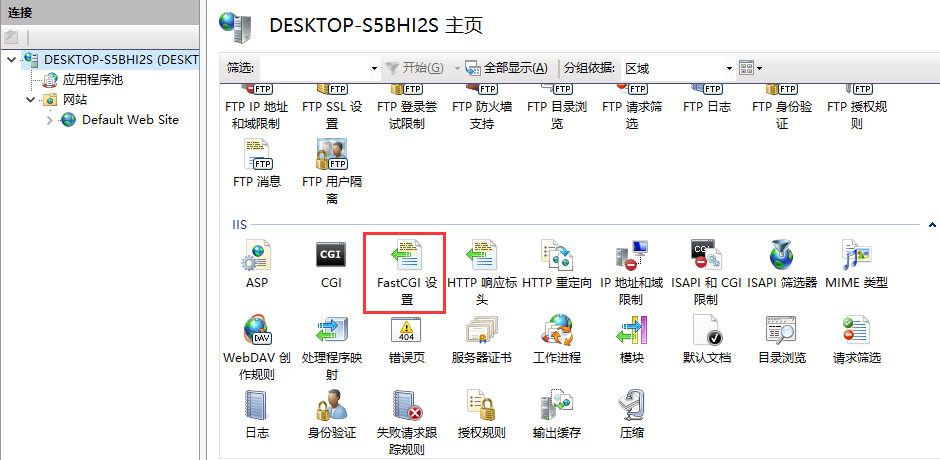 连接
DESKTOP-S5BHI2S (DESKT
应用程序池
网站
Default Web Site
DESKTOP-S5BHI2S 主页
筛选: 开始(G) 全部显示(A) 分组依据: 区域
FTP FTP FTP FTP FTP FTP FTP FTP FTP
FTP IP 地址 FTP SSL 设 FTP 登录尝 FTP 防火墙 FTP 目录浏 FTP 请求筛 FTP 日志 FTP 身份验 FTP 授权规
和域限制 置 试限制 支持 览 选 证 则
FTP FTP
FTP 消息 FTP 用户隔
离
IIS
CGI CGI
ASP CGI FastCGI 设 HTTP 响应标 HTTP 重定向 IP 地址和域 ISAPI 和 CGI ISAPI 筛选器 MIME 类型
置 头 限制 限制
DAV 404
WebDAV 创 处理程序映 错误页 服务器证书 工作进程 模块 默认文档 目录浏览 请求筛选
作规则 射
日志 身份验证 失败请求跟 授权规则 输出缓存 压缩
踪规则